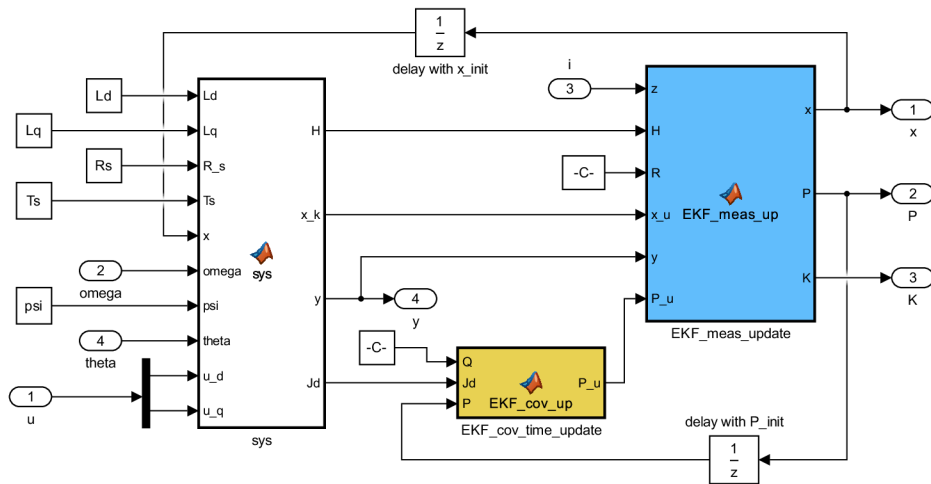 1
z
delay with x_init
i
3
Ld
Lq
Rs
Ts
2
omega
psi
4
theta
1
u
Ld
Lq
R_s
Ts
x
omega
psi
theta
u_d
u_q
sys
H
x_k
y
Jd
sys
4
y
-C-
-C-
Q
Jd
P
EKF_cov_up
P_u
EKF_cov_time_update
z
H
R
x_u
y
P_u
EKF_meas_up
x
P
K
EKF_meas_update
1
x
2
P
3
K
delay with P_init
1
z